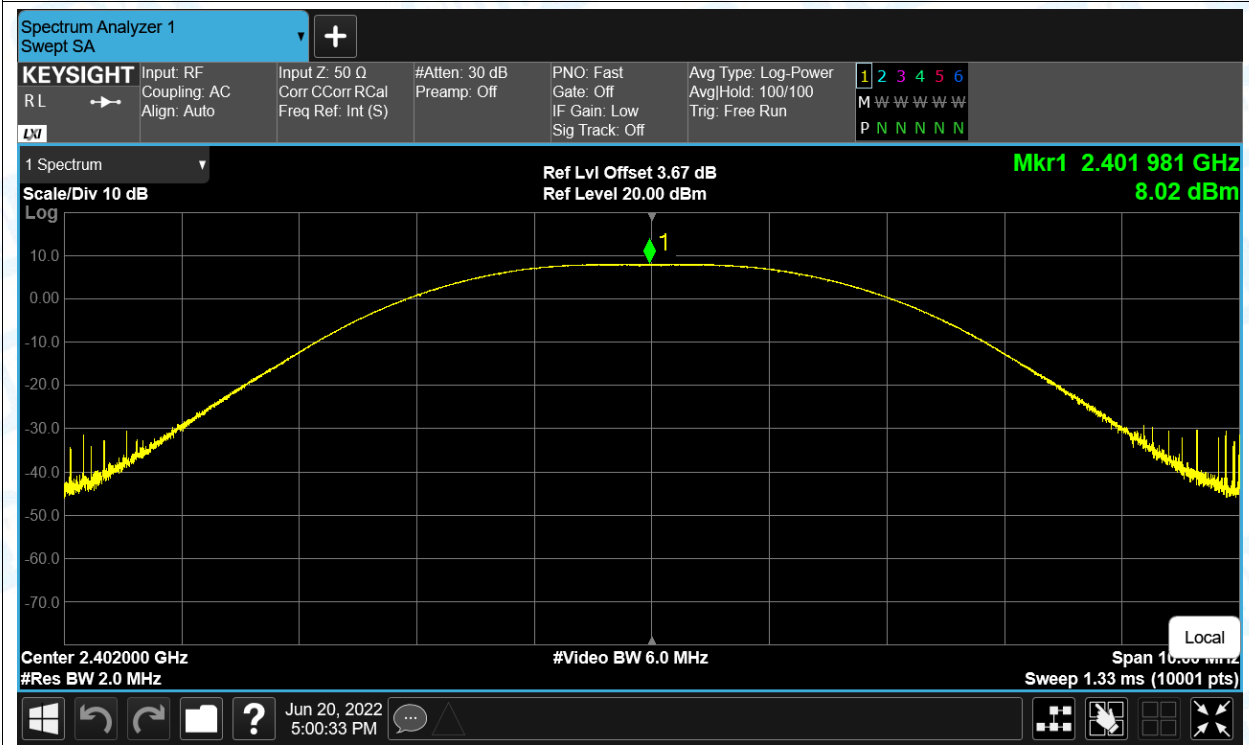 Spectrum Analyzer 1
Swept SA
KEYSIGHT
R L
LXI
Input: RF
Coupling: AC
Align: Auto
Input Z: 50 Ω
Corr CCorr RCal
Freq Ref: Int (S)
#Atten: 30 dB
Preamp: Off
PNO: Fast
Gate: Off
IF Gain: Low
Sig Track: Off
Avg Type: Log-Power
Avg|Hold: 100/100
Trig: Free Run
1 2 3 4 5 6
M W W W W W
P N N N N N
1 Spectrum
Scale/Div 10 dB
Log
Ref Lvl Offset 3.67 dB
Ref Level 20.00 dBm
Mkr1 2.401 981 GHz
8.02 dBm
1
10.0
0.00
-10.0
-20.0
-30.0
-40.0
-50.0
-60.0
-70.0
Local
Center 2.402000 GHz
#Video BW 6.0 MHz
Span 10.00 MHz
#Res BW 2.0 MHz
Sweep 1.33 ms (10001 pts)
?
Jun 20, 2022
5:00:33 PM